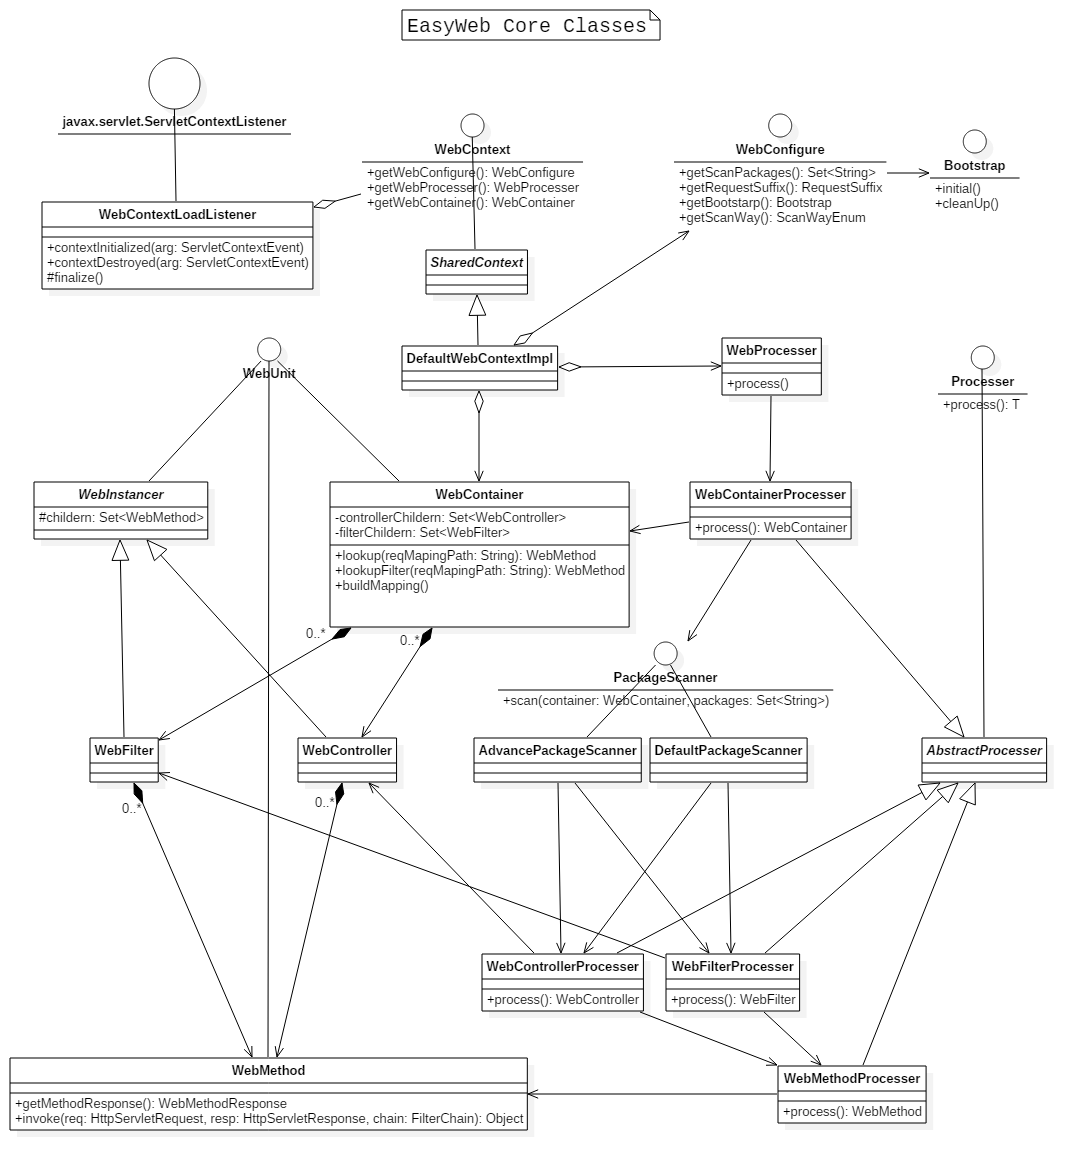 EasyWeb Core Classes
javax.servlet.ServletContextListener
WebContext
+getWebConfigure(): WebConfigure
+getWebProcesser(): WebProcesser
+getWebContainer(): WebContainer
WebConfigure
+getScanPackages(): Set<String>
+getRequestSuffix(): RequestSuffix
+getBootstarp(): Bootstrap
+getScanWay(): ScanWayEnum
Bootstrap
+initial()
+cleanUp()
WebContextLoadListener
+contextInitialized(arg: ServletContextEvent)
+contextDestroyed(arg: ServletContextEvent)
#finalize()
SharedContext
WebUnit
DefaultWebContextImpl
WebProcesser
+process()
Processer
+process(): T
WebInstancer
#childern: Set<WebMethod>
WebContainer
-controllerChildern: Set<WebController>
-filterChildern: Set<WebFilter>
+lookup(reqMapingPath: String): WebMethod
+lookupFilter(reqMapingPath: String): WebMethod
+buildMapping()
WebContainerProcesser
+process(): WebContainer
0..*
0..*
PackageScanner
+scan(container: WebContainer, packages: Set<String>)
WebFilter
WebController
AdvancePackageScanner
DefaultPackageScanner
AbstractProcesser
0..*
0..*
WebControllerProcesser
+process(): WebController
WebFilterProcesser
+process(): WebFilter
WebMethod
+getMethodResponse(): WebMethodResponse
+invoke(req: HttpServletRequest, resp: HttpServletResponse, chain: FilterChain): Object
WebMethodProcesser
+process(): WebMethod